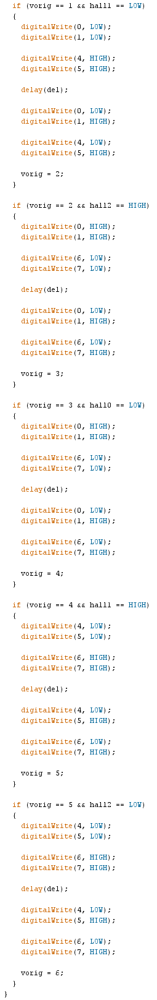 if (vorig == 1 && hall1 == LOW)
{
digitalWrite(0, LOW);
digitalWrite(1, LOW);
digitalWrite(4, HIGH);
digitalWrite(5, HIGH);
delay(del);
digitalWrite(0, LOW);
digitalWrite(1, HIGH);
digitalWrite(4, LOW);
digitalWrite(5, HIGH);
vorig = 2;
}
if (vorig == 2 && hall2 == HIGH)
{
digitalWrite(0, HIGH);
digitalWrite(1, HIGH);
digitalWrite(6, LOW);
digitalWrite(7, LOW);
delay(del);
digitalWrite(0, LOW);
digitalWrite(1, HIGH);
digitalWrite(6, LOW);
digitalWrite(7, HIGH);
vorig = 3;
}
if (vorig == 3 && hall0 == LOW)
{
digitalWrite(0, HIGH);
digitalWrite(1, HIGH);
digitalWrite(6, LOW);
digitalWrite(7, LOW);
delay(del);
digitalWrite(0, LOW);
digitalWrite(1, HIGH);
digitalWrite(6, LOW);
digitalWrite(7, HIGH);
vorig = 4;
}
if (vorig == 4 && hall1 == HIGH)
{
digitalWrite(4, LOW);
digitalWrite(5, LOW);
digitalWrite(6, HIGH);
digitalWrite(7, HIGH);
delay(del);
digitalWrite(4, LOW);
digitalWrite(5, HIGH);
digitalWrite(6, LOW);
digitalWrite(7, HIGH);
vorig = 5;
}
if (vorig == 5 && hall2 == LOW)
{
digitalWrite(4, LOW);
digitalWrite(5, LOW);
digitalWrite(6, HIGH);
digitalWrite(7, HIGH);
delay(del);
digitalWrite(4, LOW);
digitalWrite(5, HIGH);
digitalWrite(6, LOW);
digitalWrite(7, HIGH);
vorig = 6;
}
}